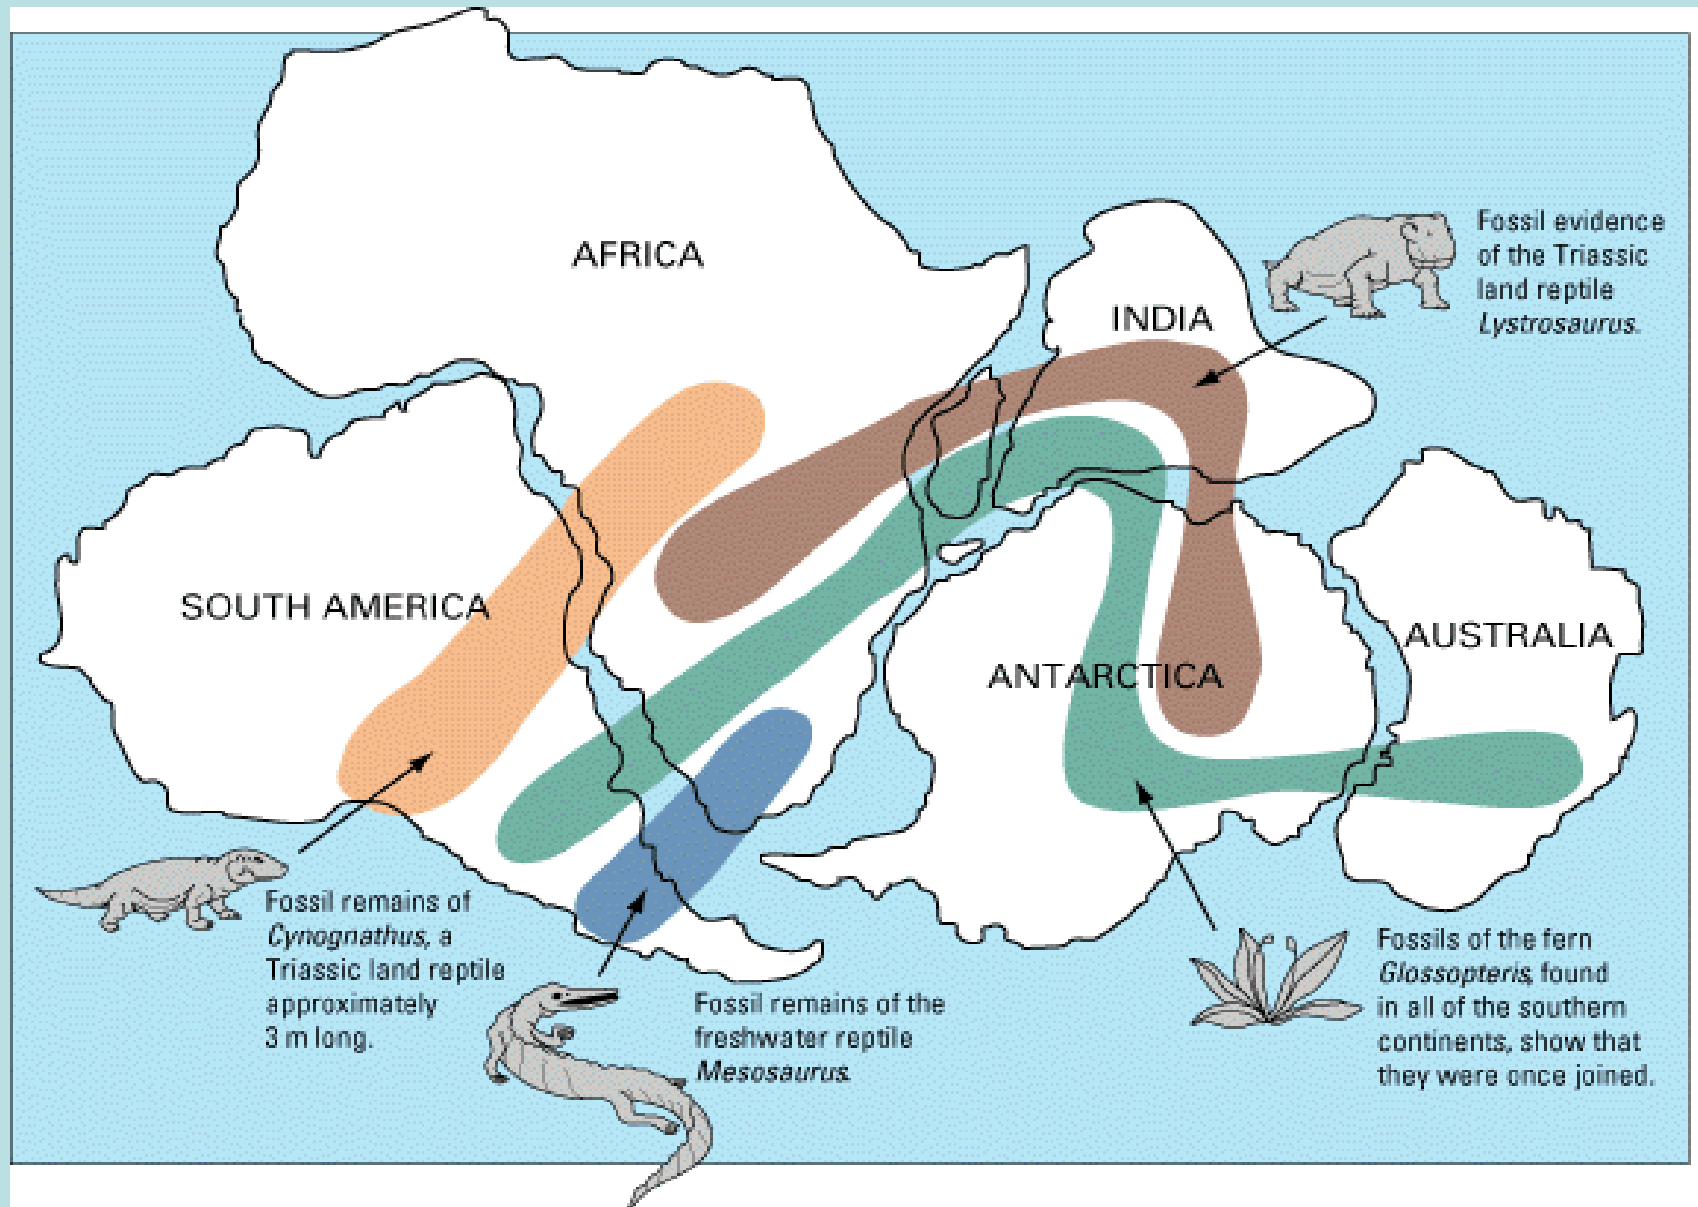 AFRICA
INDIA
Fossil evidence
of the Triassic
land reptile
Lystrosaurus.
SOUTH AMERICA
ANTARCTICA
AUSTRALIA
Fossil remains of
Cynognathus, a
Triassic land reptile
approximately
3 m long.
Fossil remains of the
freshwater reptile
Mesosaurus.
Fossils of the fern
Glossopteris, found
in all of the southern
continents, show that
they were once joined.